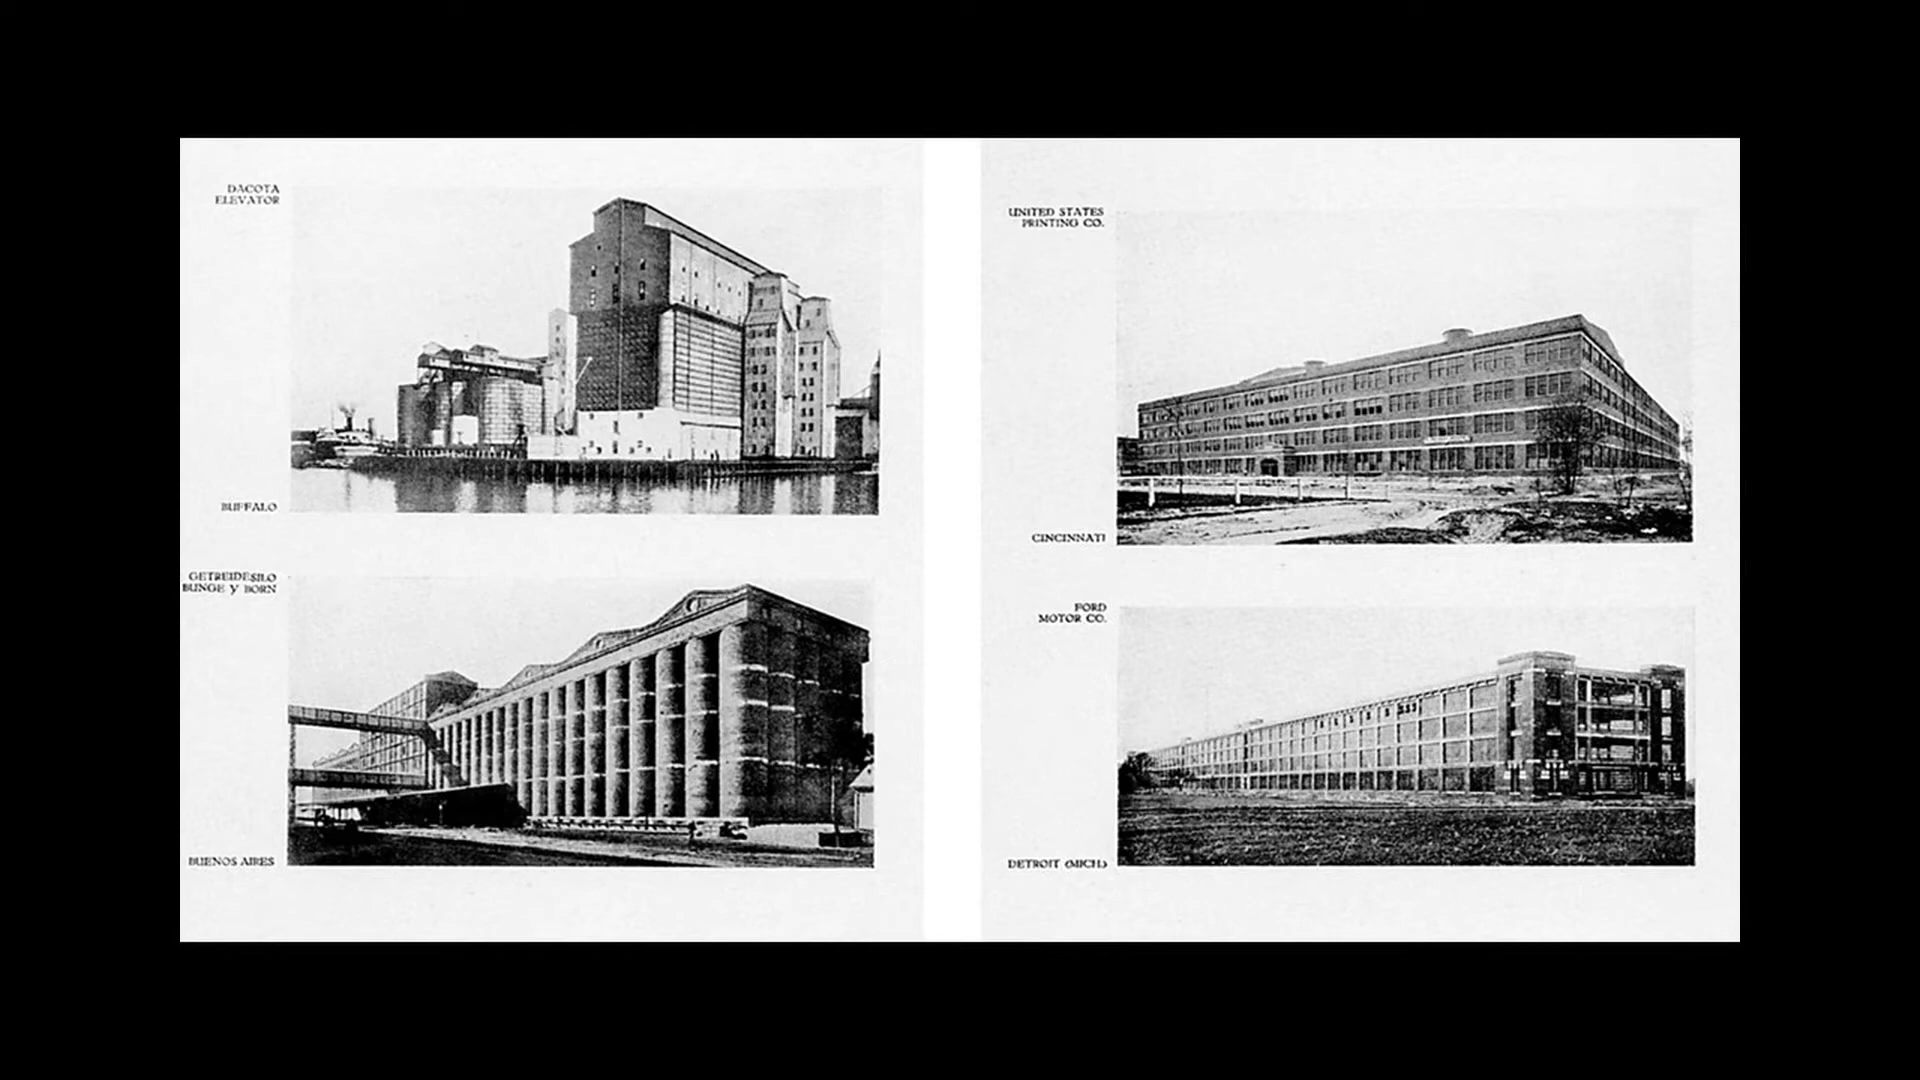 DACOTA
ELEVATOR
BUFFALO
GETREIDESILO
BUNGE Y BORN
BUENOS AIRES
UNITED STATES
PRINTING CO.
CINCINNATI
FORD
MOTOR CO.
DETROIT (MICH.)